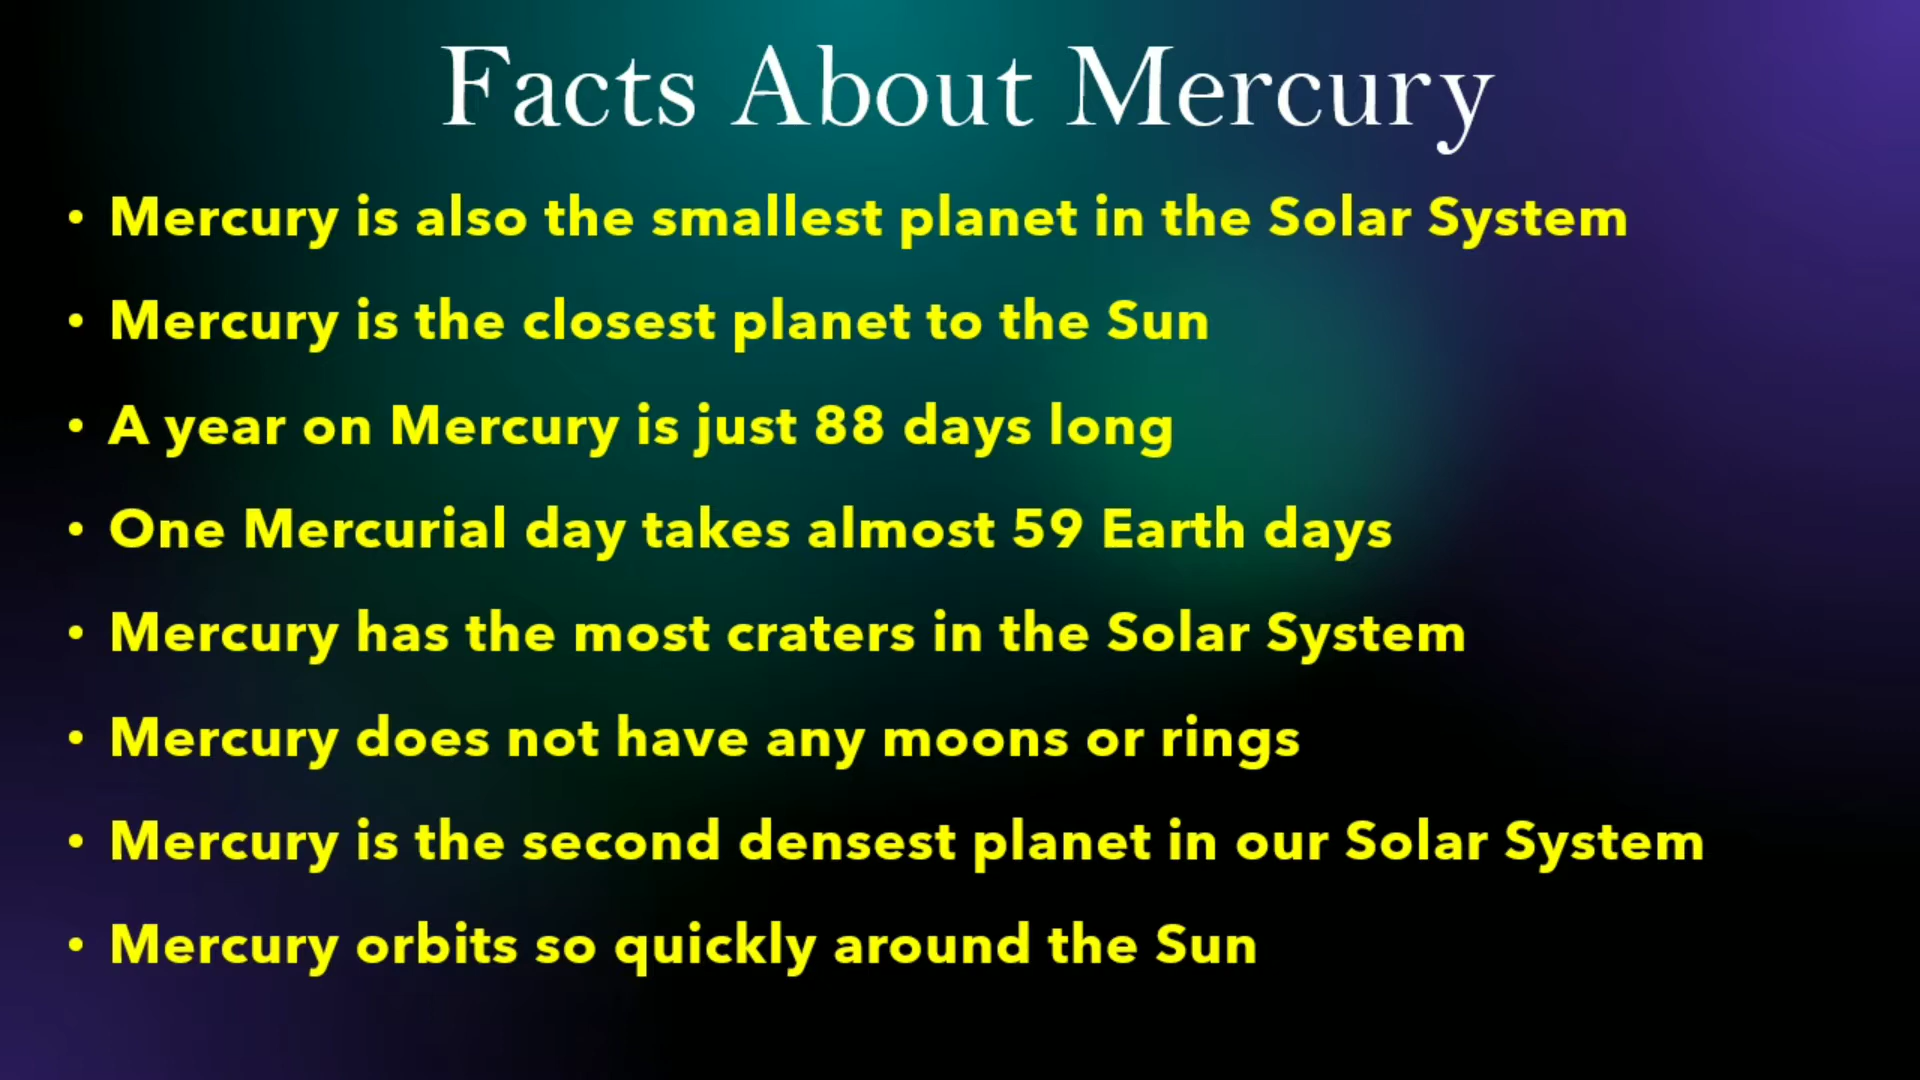 Facts About Mercury
• Mercury is also the smallest planet in the Solar System
• Mercury is the closest planet to the Sun
• A year on Mercury is just 88 days long
• One Mercurial day takes almost 59 Earth days
• Mercury has the most craters in the Solar System
• Mercury does not have any moons or rings
• Mercury is the second densest planet in our Solar System
• Mercury orbits so quickly around the Sun